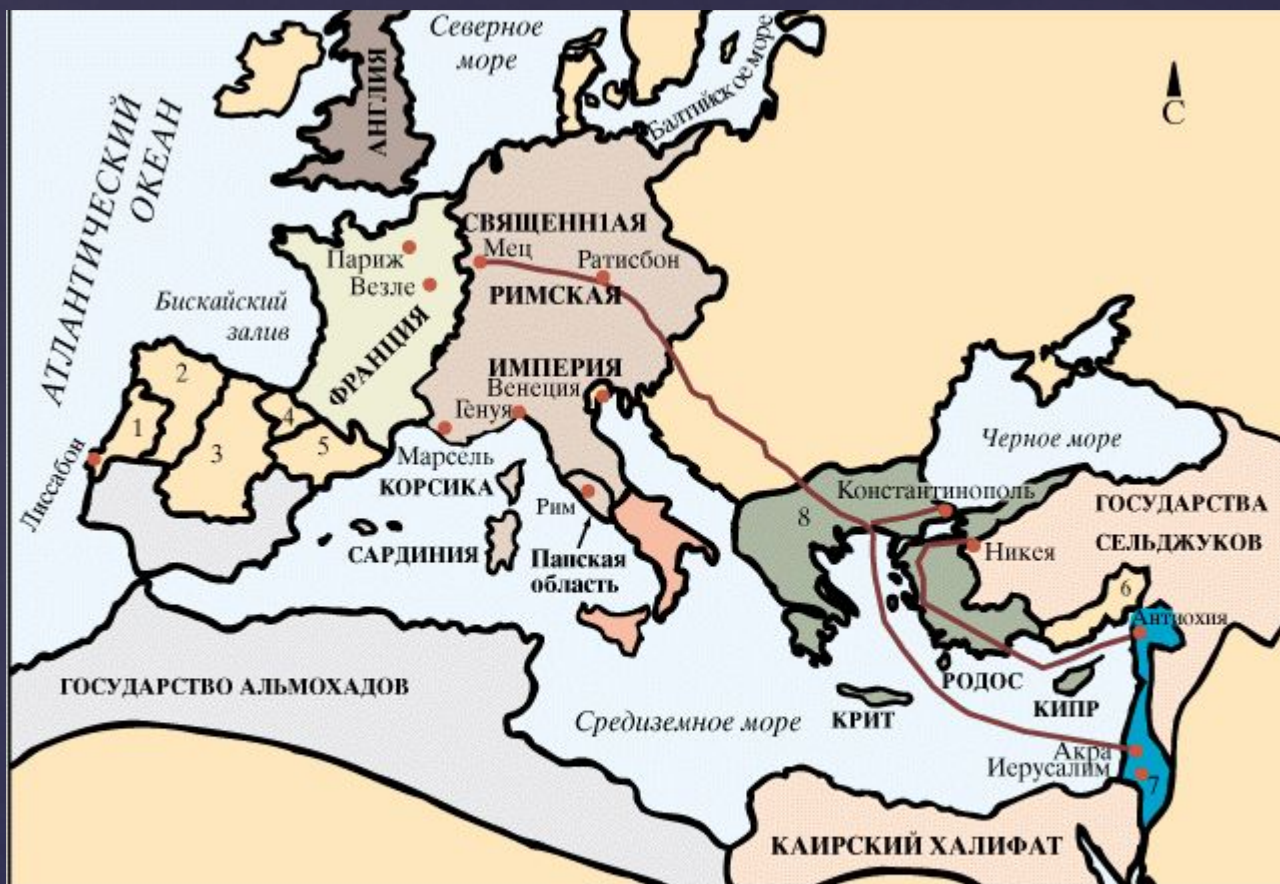 Северное
море
Балтийское море
С
АНГЛИЯ
АТЛАНТИЧЕСКИЙ
ОКЕАН
СВЯЩЕНН1АЯ
Париж
Мец
Ратисбон
Везле
РИМСКАЯ
Бискайский
залив
ФРАНЦИЯ
ИМПЕРИЯ
Венеция
Генуя
Марсель
2
1
4
3
5
Лиссабон
КОРСИКА
Рим
САРДИНИЯ
Папская
область
Черное море
Константинополь
8
ГОСУДАРСТВА
СЕЛЬДЖУКОВ
Никея
6
Антиохия
РОДОС
КИПР
КРИТ
ГОСУДАРСТВО АЛЬМОХАДОВ
Средиземное море
Акра
Иерусалим
7
КАИРСКИЙ ХАЛИФАТ